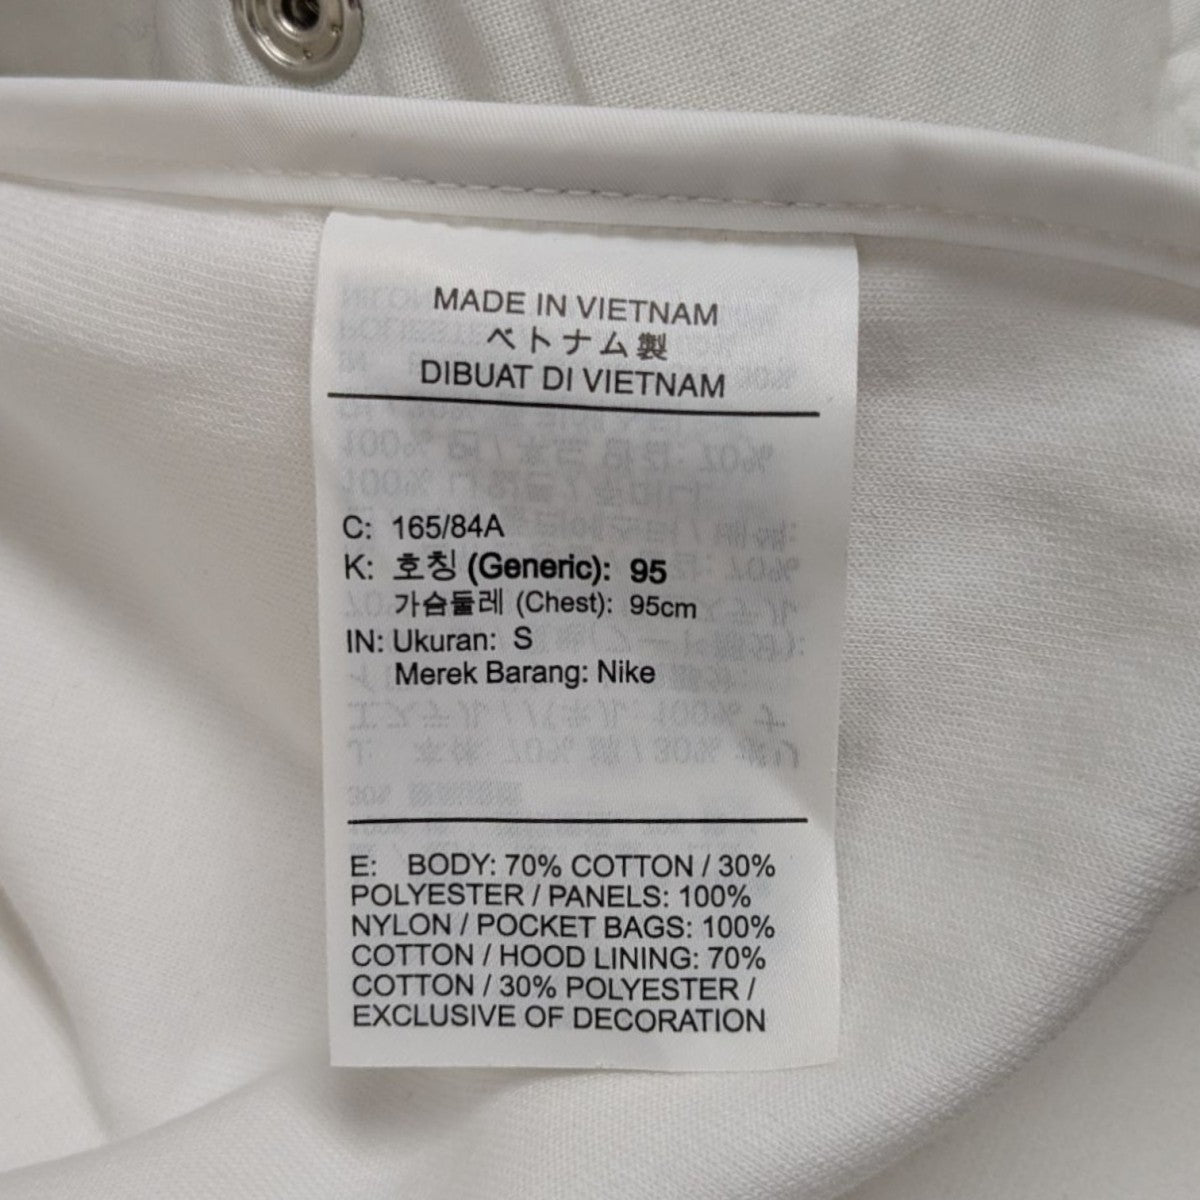 MADE IN VIETNAM
ベトナム製
DIBUAT DI VIETNAM
C: 165/84A
K: 호칭 (Generic): 95
가슴둘레 (Chest): 95cm
IN: Ukuran: S
Merek Barang: Nike
E: BODY: 70% COTTON / 30%
POLYESTER / PANELS: 100%
NYLON / POCKET BAGS: 100%
COTTON / HOOD LINING: 70%
COTTON / 30% POLYESTER /
EXCLUSIVE OF DECORATION